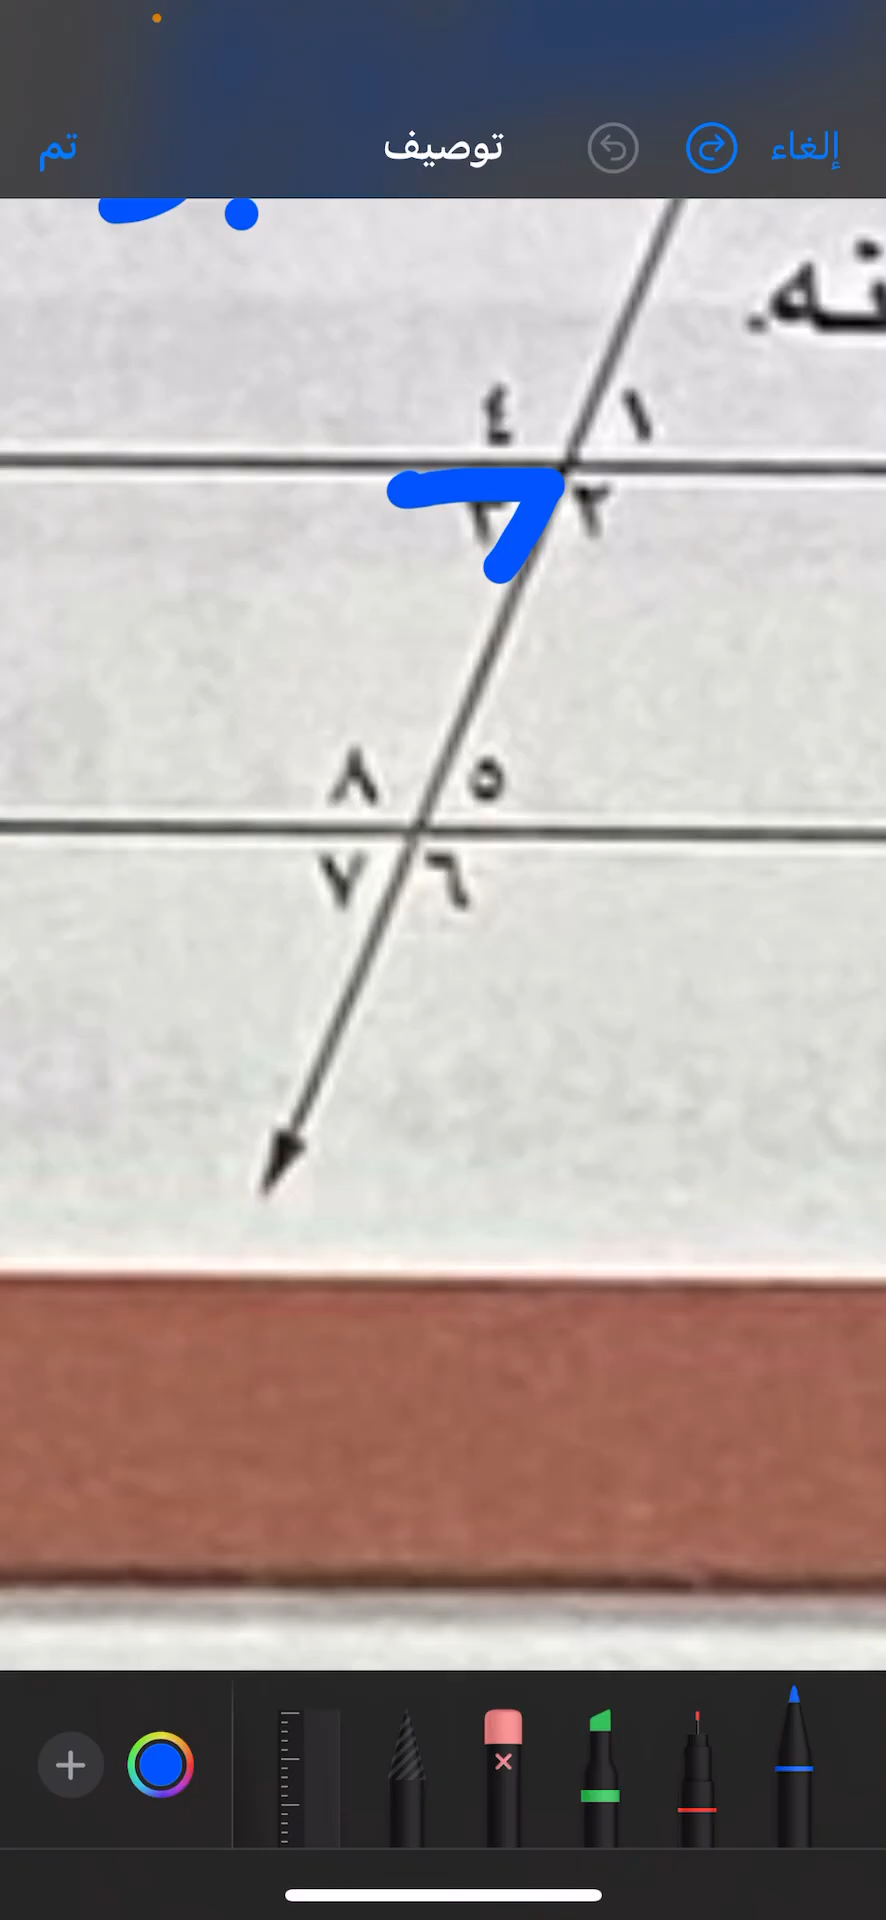 إلغاء توصيف تم
نه.
٤ ١
٣ ٢
٨ ٥
٧ ٦